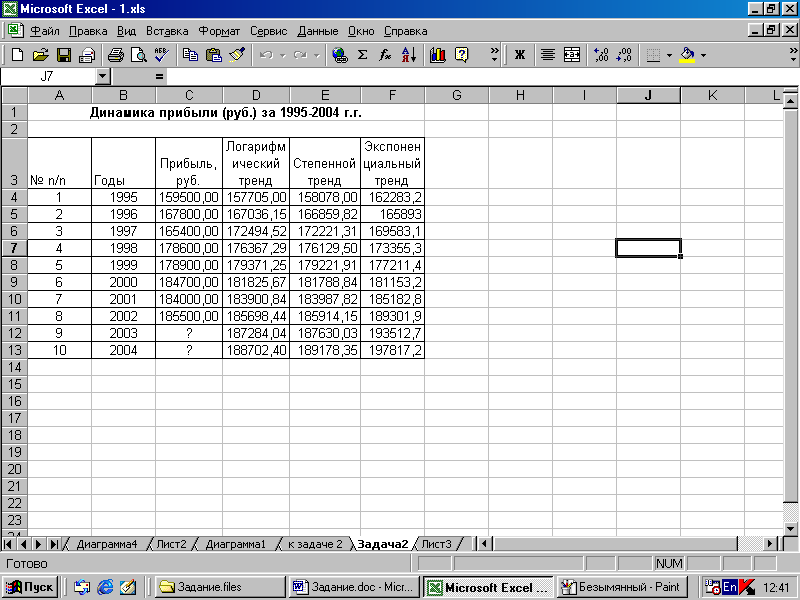 Microsoft Excel - 1.xls
Файл Правка Вид Вставка Формат Сервис Данные Окно Справка
J7 =
A B C D E F G H I J K L
1 Динамика прибыли (руб.) за 1995-2004 г.г.
2
3 № п/п Годы Прибыль, руб. Логарифмический тренд Степенной тренд Экспоненциальный тренд
4 1 1995 159500,00 157705,00 158078,00 162283,2
5 2 1996 167800,00 167036,15 166859,82 165893
6 3 1997 165400,00 172494,52 172221,31 169583,1
7 4 1998 178600,00 176367,29 176129,50 173355,3
8 5 1999 178900,00 179371,25 179221,91 177211,4
9 6 2000 184700,00 181825,67 181788,84 181153,2
10 7 2001 184000,00 183900,84 183987,82 185182,8
11 8 2002 185500,00 185698,44 185914,15 189301,9
12 9 2003 ? 187284,04 187630,03 193512,7
13 10 2004 ? 188702,40 189178,35 197817,2
14
15
16
17
18
19
20
21
22
23
24
Диаграмма4 Лист2 Диаграмма1 к задаче 2 Задача2 Лист3
Готово NUM
Пуск Задание.files Задание.doc - Micr... Microsoft Excel ... Безымянный - Paint En 12:41